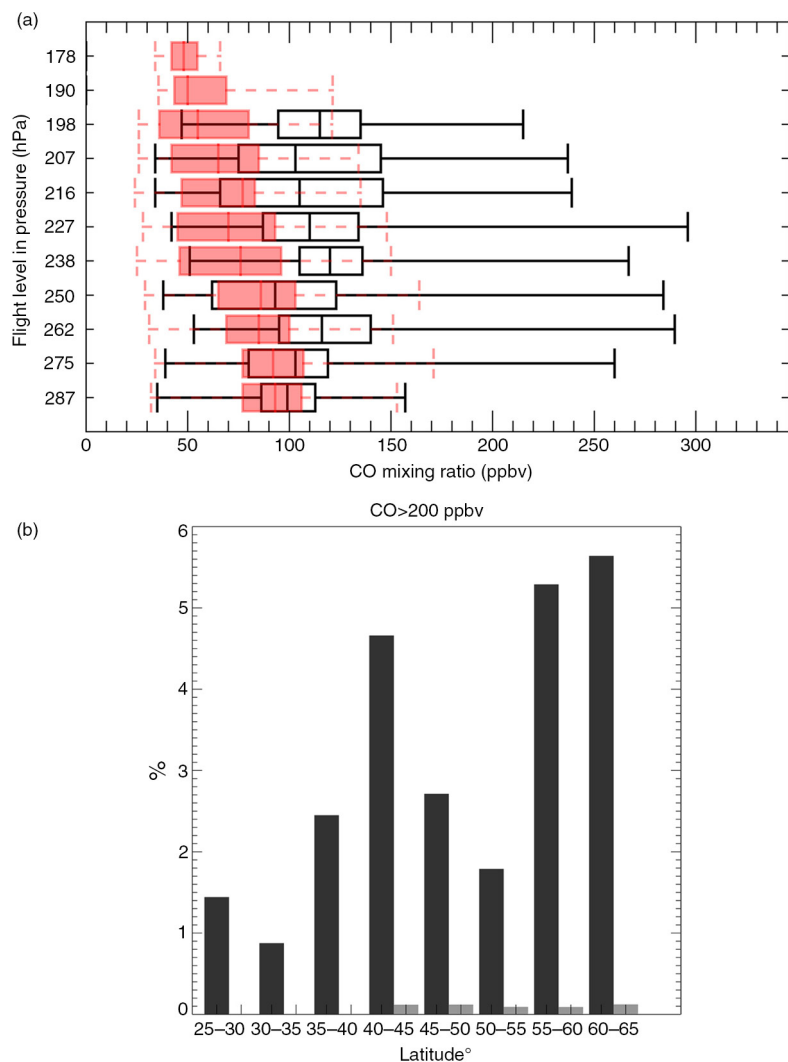 (a)
178
190
198
207
216
227
238
250
262
275
287
Flight level in pressure (hPa)
0 50 100 150 200 250 300
CO mixing ratio (ppbv)
(b)
CO>200 ppbv
6
5
4
3
2
1
0
%
25–30 30–35 35–40 40–45 45–50 50–55 55–60 60–65
Latitude°